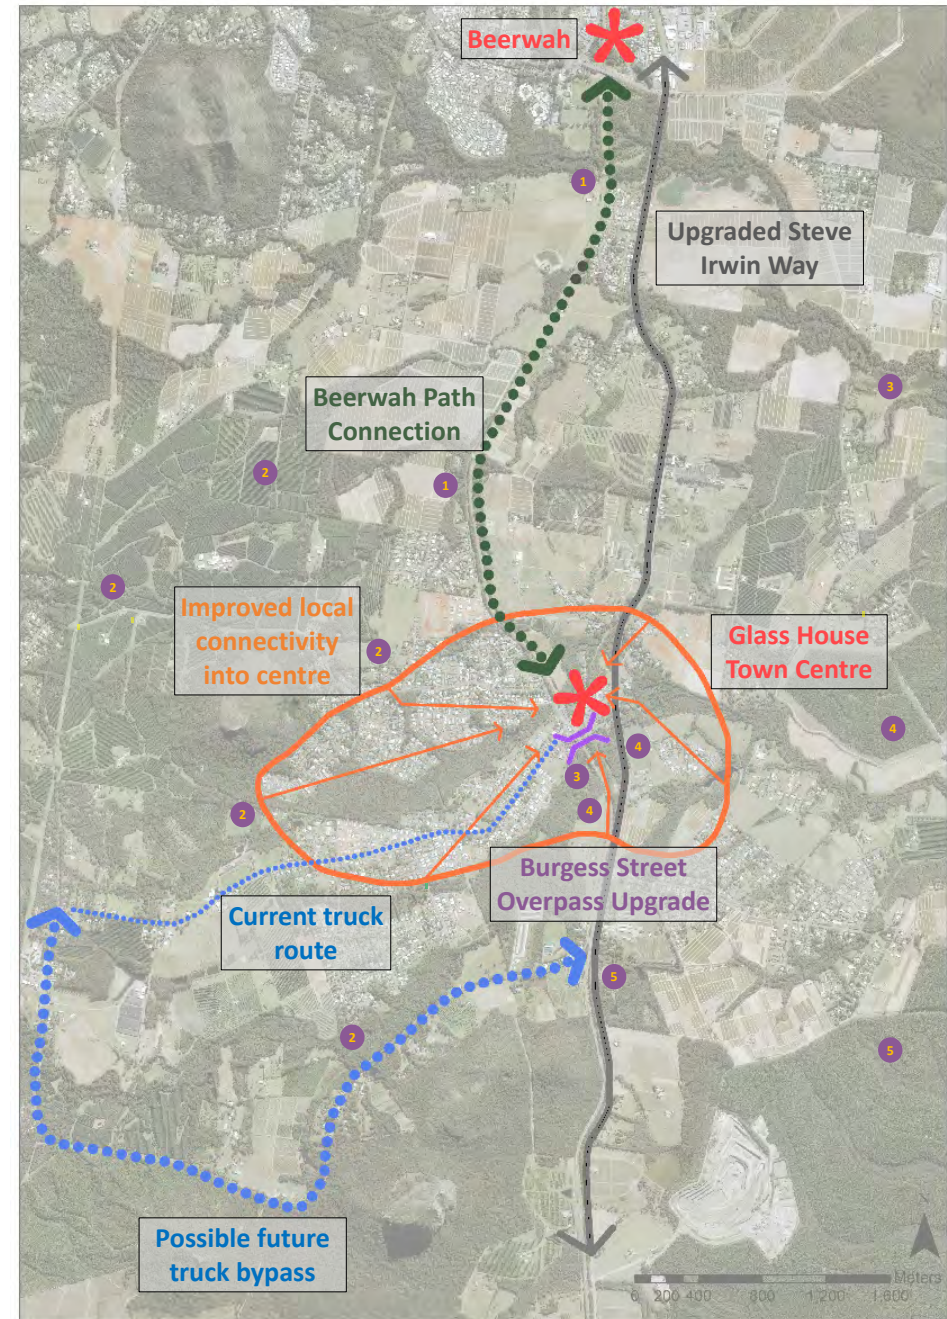 Beerwah
1
Upgraded Steve
Irwin Way
3
Beerwah Path
Connection
2
1
2
Improved local
connectivity
into centre
2
Glass House
Town Centre
4
4
3
2
4
Burgess Street
Overpass Upgrade
Current truck
route
5
2
5
Possible future
truck bypass
Meters
0 200 400 800 1,200 1,600